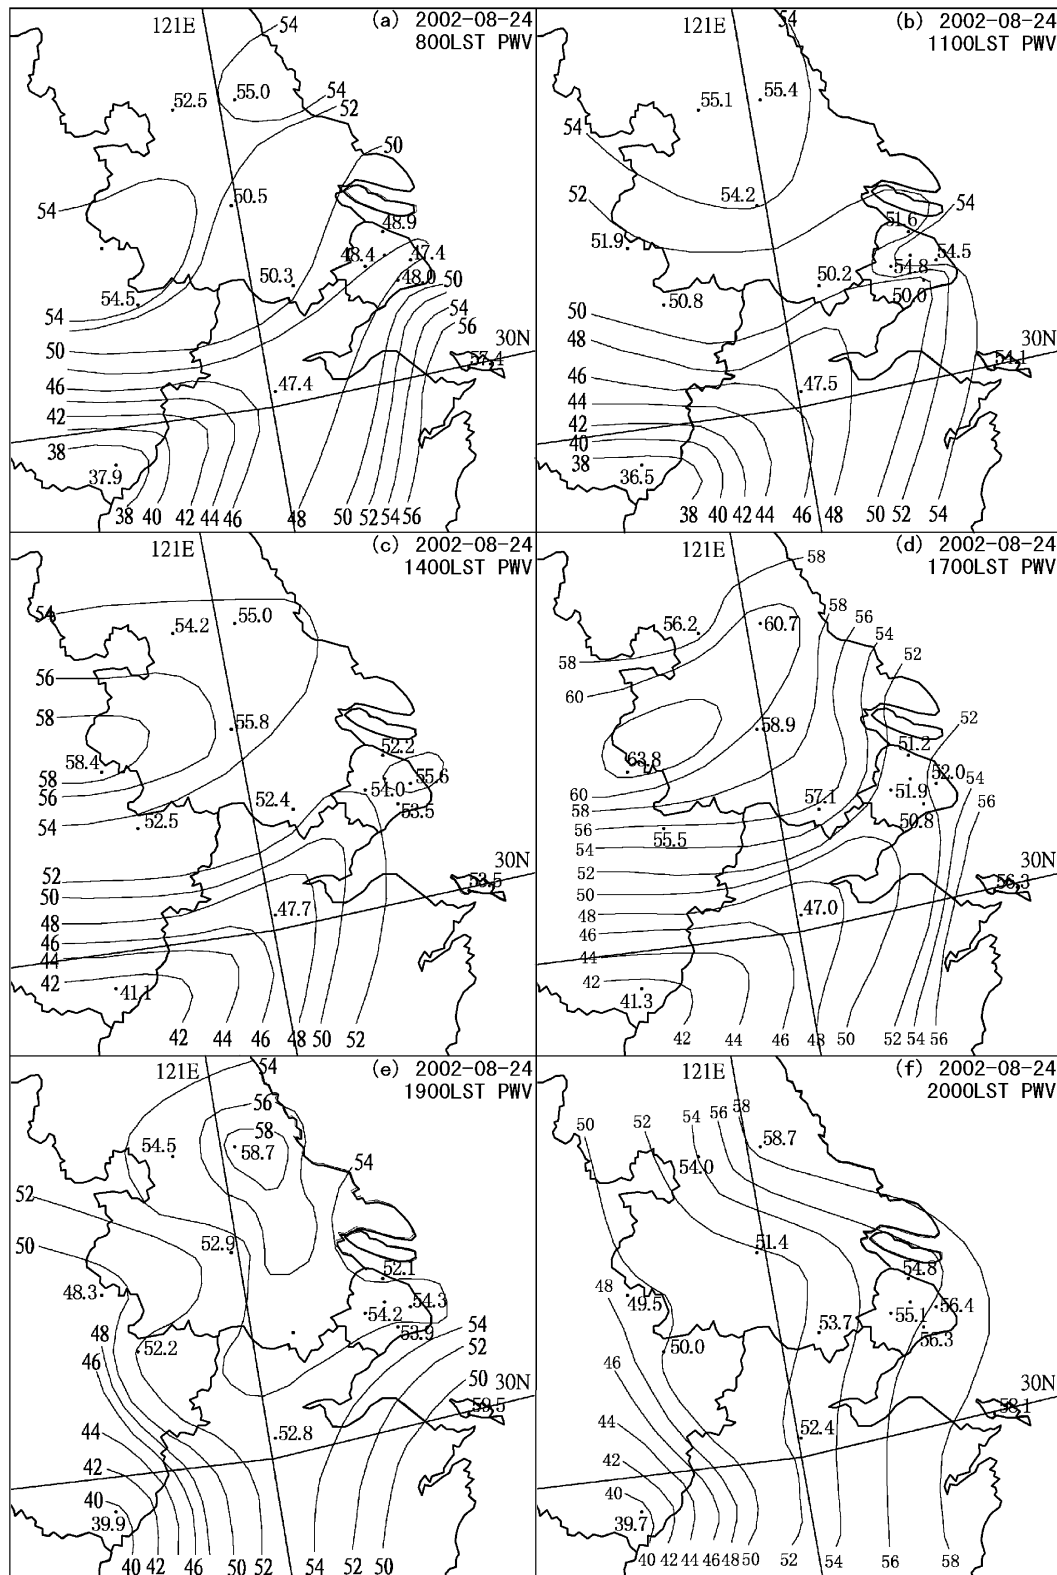 121E 54 (a) 2002-08-24
800LST PWV
52.5 55.0 54
52
50
54 50.5
48.9
48.4 47.4
50.3 48.0 50
54.5 54
54 56
50 30N
57.4
46 47.4
42
38
37.9
38 40 42 44 46 48 50 52 54 56
121E 54 (b) 2002-08-24
1100LST PWV
55.1 55.4
54
52 54.2 54
51.6
51.9 54.5
54.8
50.2 50.0
50.8
50
48 30N
54.1
46 47.5
44
42
40
38 36.5
38 40 42 44 46 48 50 52 54
121E (c) 2002-08-24
1400LST PWV
54 55.0
54.2
56
58 55.8
52.2
58.4 55.6
58 54.0
56 52.4 53.5
54 52.5
30N
52 53.5
50
48 47.7
46
44
42 41.1
42 44 46 48 50 52
121E 58 (d) 2002-08-24
1700LST PWV
58 56
56.2 60.7 54
58 52
60
58.9 52
51.2
63.8 52.0 54
60 51.9 56
58 57.1 50.8
56 55.5
54
52 30N
50 56.3
48 47.0
46
44
42 41.3
42 44 46 48 50 52 54 56
121E 54 (e) 2002-08-24
1900LST PWV
56
58
54.5 58.7
54
52
50 52.9
52.1
48.3 54.3
54.2
48 52.2 53.9 54
46 52
50
30N
59.5
44 52.8
42
40
39.9
40 42 46 50 52 54 52 50
121E (f) 2002-08-24
2000LST PWV
50 52 54 56 58
58.7
54.0
51.4
54.8
48 49.5 56.4
55.1
53.7 56.3
50.0
46
30N
58.1
44 52.4
42
40
39.7
40 42 44 46 48 50 52 54 56 58